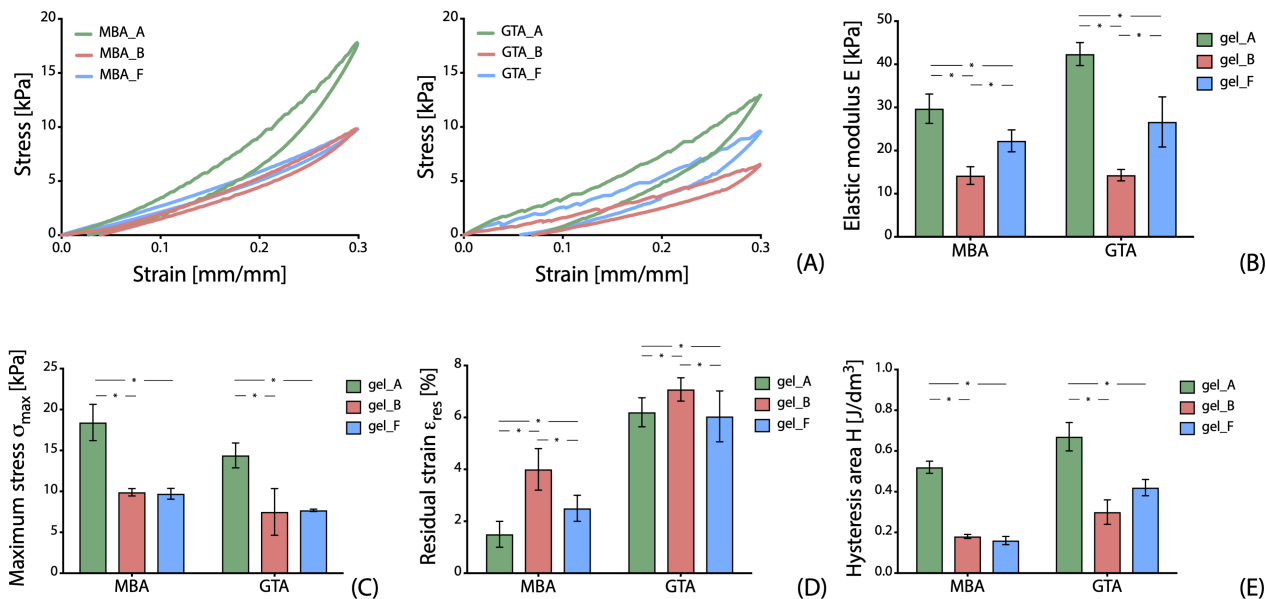 20
15
10
5
0
Stress [kPa]
MBA_A
MBA_B
MBA_F
0.0
0.1
0.2
0.3
Strain [mm/mm]
20
15
10
5
0
Stress [kPa]
GTA_A
GTA_B
GTA_F
0.0
0.1
0.2
0.3
Strain [mm/mm]
(A)
50
40
30
20
10
0
Elastic modulus E [kPa]
* * *
* * *
gel_A
gel_B
gel_F
MBA
GTA
(B)
25
20
15
10
5
0
Maximum stress σmax [kPa]
* *
* *
gel_A
gel_B
gel_F
MBA
GTA
(C)
8
6
4
2
0
Residual strain εres [%]
* * *
* * *
gel_A
gel_B
gel_F
MBA
GTA
(D)
1.0
0.8
0.6
0.4
0.2
0.0
Hysteresis area H [J/dm³]
* *
* *
gel_A
gel_B
gel_F
MBA
GTA
(E)